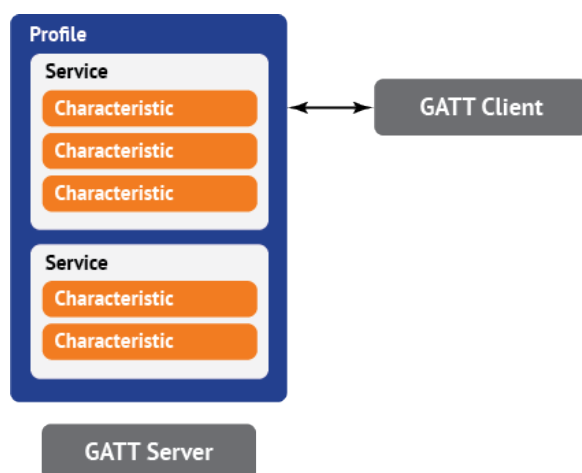 Profile
Service
Characteristic
Characteristic
Characteristic
Service
Characteristic
Characteristic
GATT Client
GATT Server